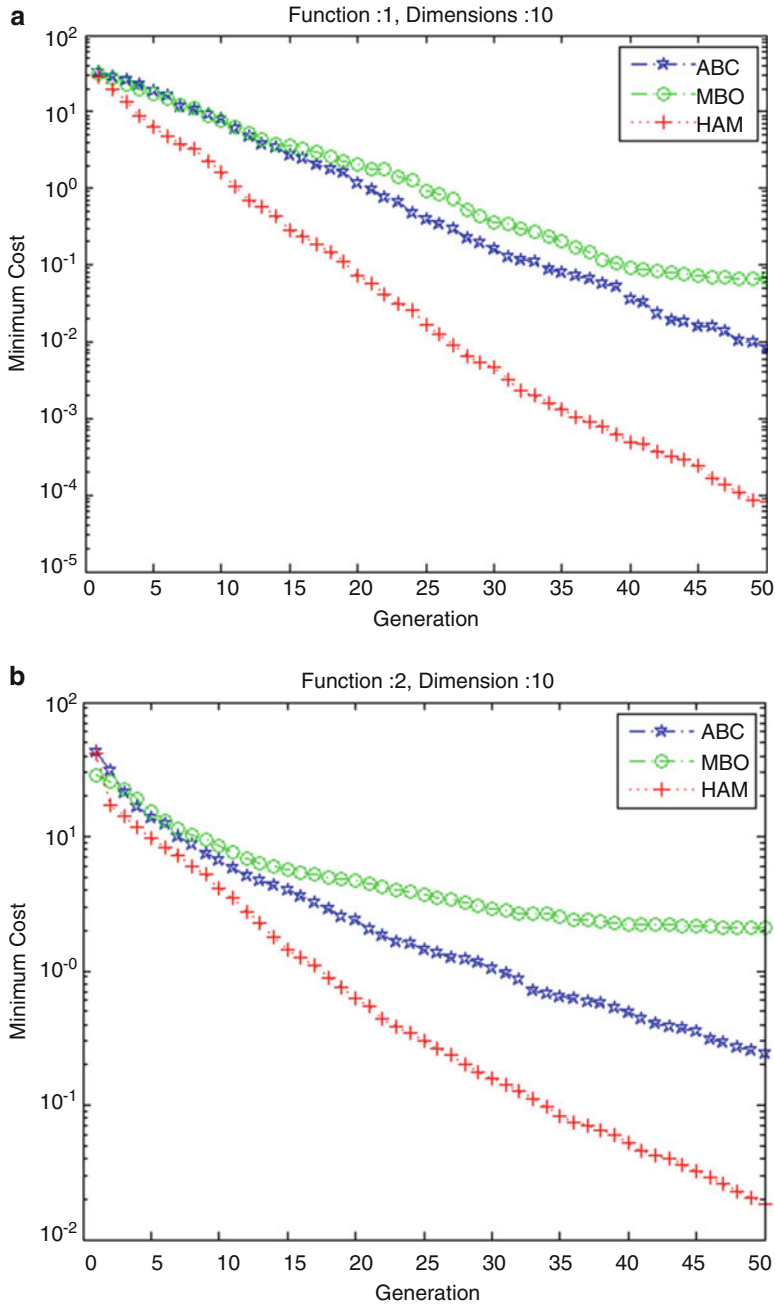 a
Function :1, Dimensions :10
10^2
10^1
10^0
10^-1
10^-2
10^-3
10^-4
10^-5
Minimum Cost
ABC
MBO
HAM
0 5 10 15 20 25 30 35 40 45 50
Generation
b
Function :2, Dimension :10
10^2
10^1
10^-0
10^-1
10^-2
Minimum Cost
ABC
MBO
HAM
0 5 10 15 20 25 30 35 40 45 50
Generation